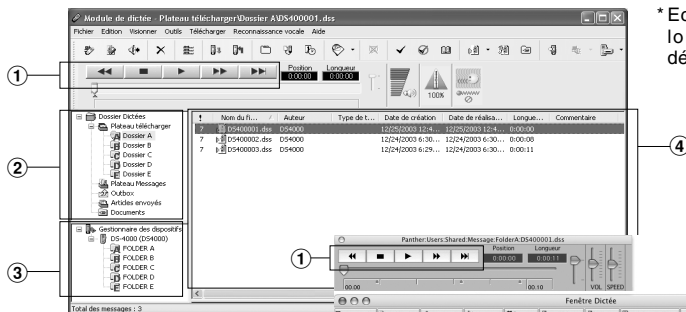 Module de dictée - Plateau télécharger\Dossier A\DS400001.dss
Fichier Edition Visionner Outils Télécharger Reconnaissance vocale Aide
Position Longueur
0:00:00 0:00:00
100%
1
Dossier Dictées
Plateau télécharger
Dossier A
Dossier B
Dossier C
Dossier D
Dossier E
Plateau Messages
Outbox
Articles envoyés
Documents
2
Gestionnaire des dispositifs
DS-4000 (DS4000)
FOLDER A
FOLDER B
FOLDER C
FOLDER D
FOLDER E
3
Total des messages : 3
! Nom du fi... Auteur Type de t... Date de création Date de réalisa... Longue... Commentaire
7 DS400001.dss DS4000 12/25/2003 12:4... 12/25/2003 12:4... 0:00:00
7 DS400002.dss DS4000 12/24/2003 6:30... 12/24/2003 6:30... 0:00:08
7 DS400003.dss DS4000 12/24/2003 6:29... 12/24/2003 6:30... 0:00:11
4
Panther:Users:Shared:Message:FolderA:DS400001.dss
1
Position Longueur
0:00:00 0:00:11
00.00 00.10
VOL SPEED
Fenêtre Dictée
* Ec
lo
dé